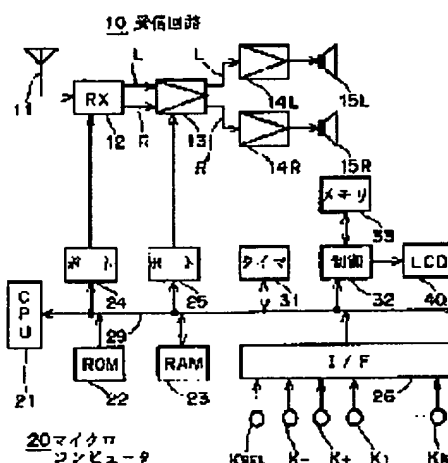 10 受信回路
L
L
11
RX
12
13
14L
15L
R
R
14R
15R
メモリ
33
ポート
24
ポート
25
タイマ
31
制御
32
LCD
40
CPU
21
29
ROM
22
RAM
23
I/F
26
20 マイクロ
コンピュータ
K-
K+
K1